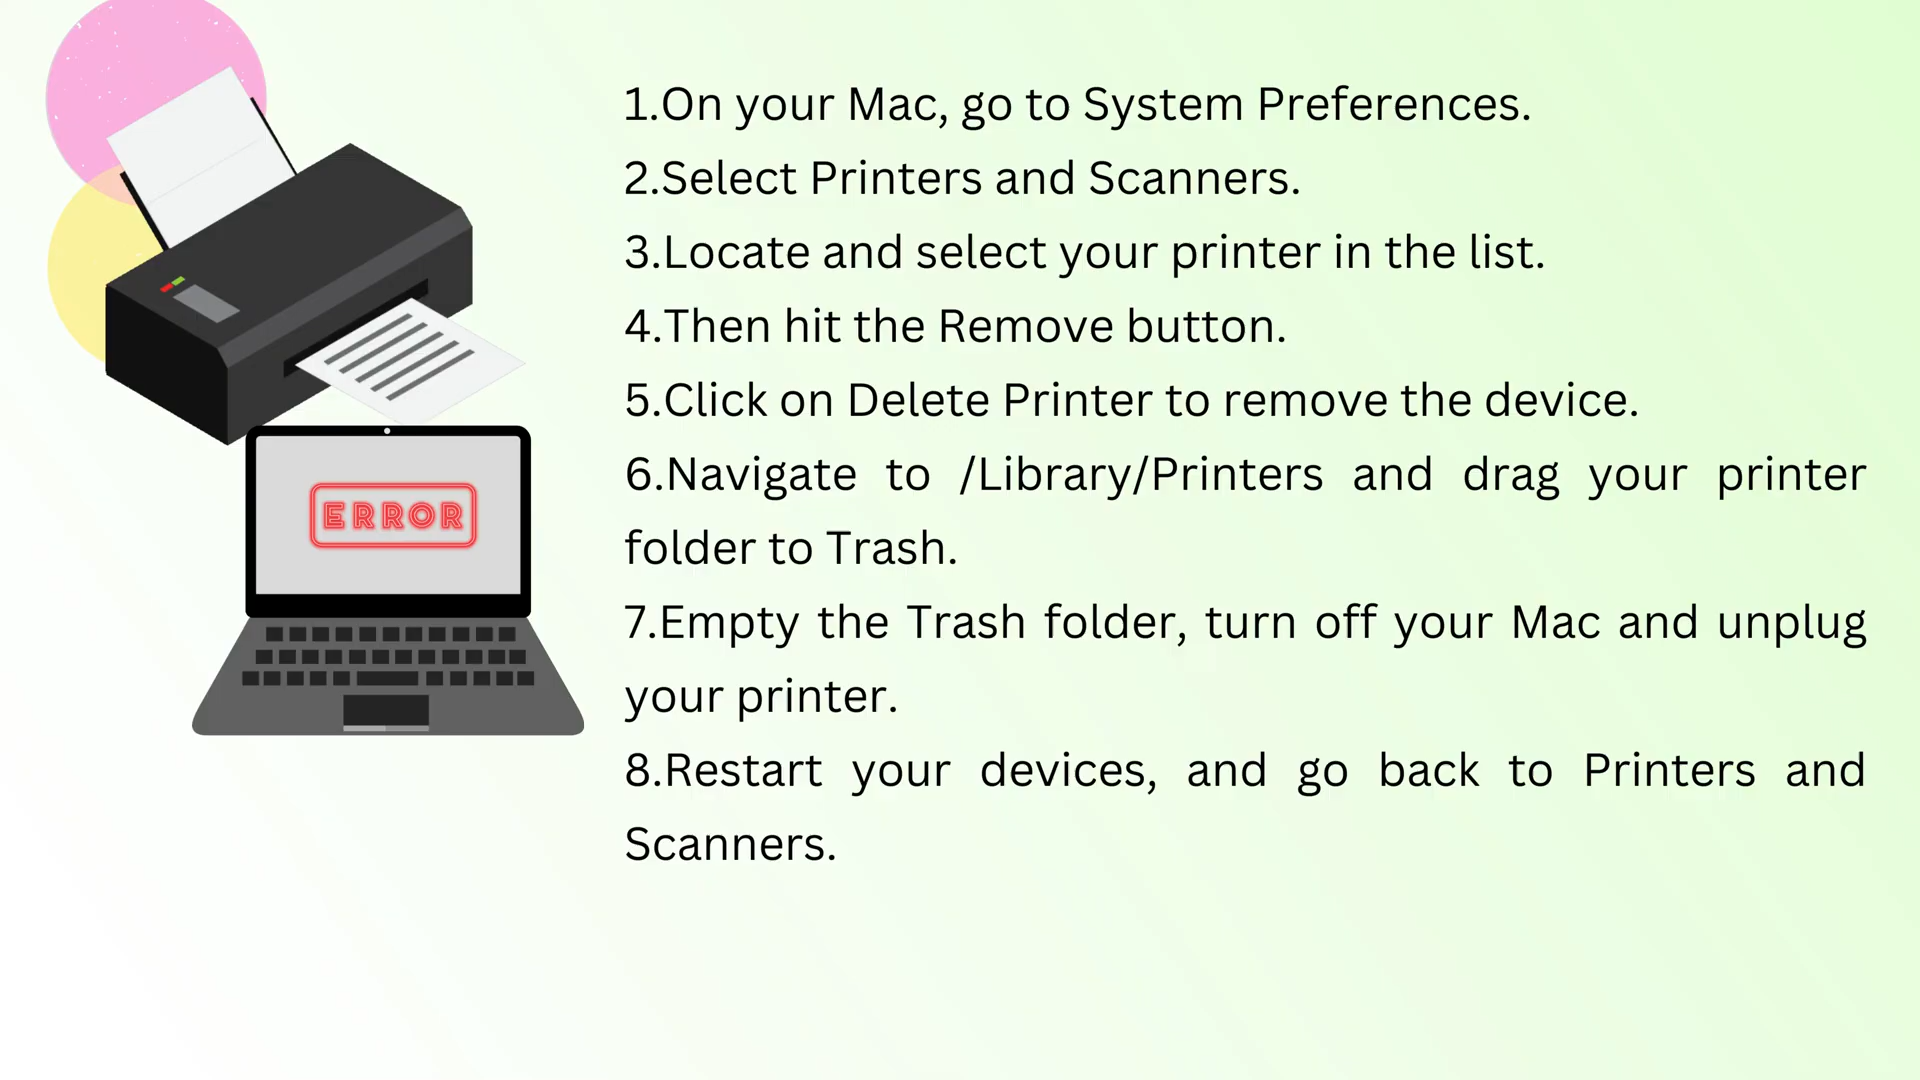 1.On your Mac, go to System Preferences.
2.Select Printers and Scanners.
3.Locate and select your printer in the list.
4.Then hit the Remove button.
5.Click on Delete Printer to remove the device.
6.Navigate to /Library/Printers and drag your printer
folder to Trash.
7.Empty the Trash folder, turn off your Mac and unplug
your printer.
8.Restart your devices, and go back to Printers and
Scanners.
ERROR